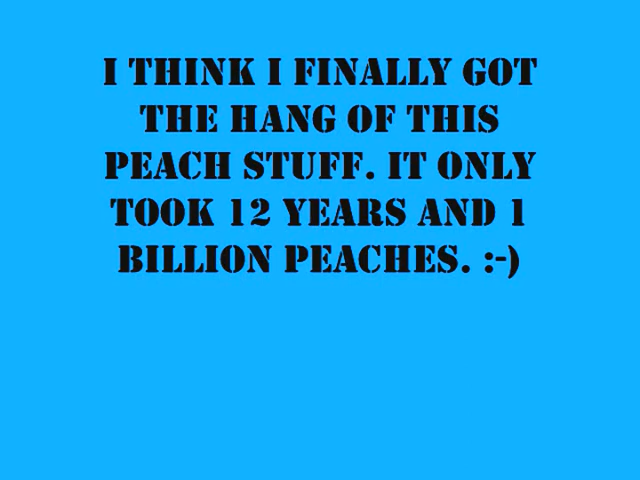 I THINK I FINALLY GOT
THE HANG OF THIS
PEACH STUFF. IT ONLY
TOOK 12 YEARS AND 1
BILLION PEACHES. :-)